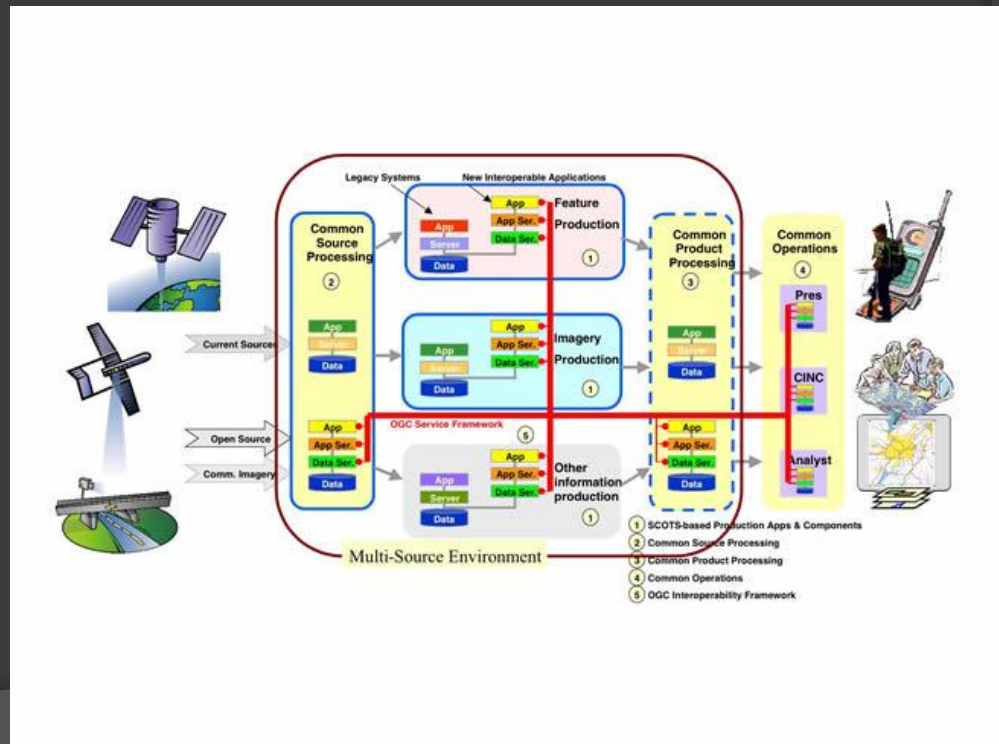 Legacy Systems
New Interoperable Applications
Common
Source
Processing
2
App
Server
Data
App
App Ser.
Data Ser.
Data
App
Server
Data
App
App Ser.
Data Ser.
Feature
Production
1
App
Server
Data
App
App Ser.
Data Ser.
Imagery
Production
1
OGC Service Framework
5
App
Server
Data
App
App Ser.
Data Ser.
Other
information
production
1
Common
Product
Processing
3
App
Server
Data
App
App Ser.
Data Ser.
Data
Common
Operations
4
Pres
CINC
Analyst
Current Sources
Open Source
Comm. Imagery
Multi-Source Environment
1 SCOTS-based Production Apps & Components
2 Common Source Processing
3 Common Product Processing
4 Common Operations
5 OGC Interoperability Framework